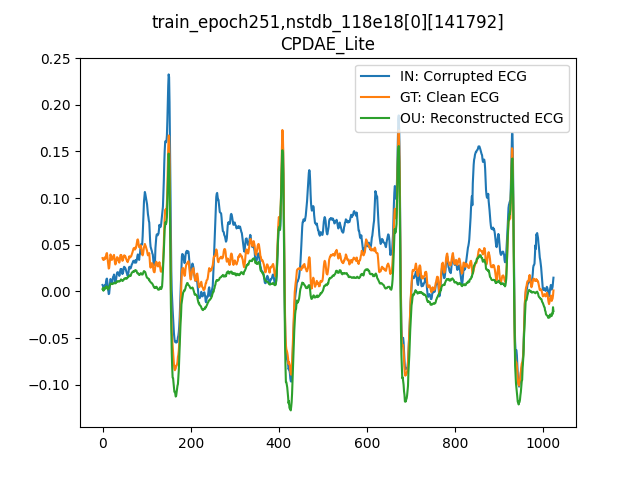 train_epoch251,nstdb_118e18[0][141792]
CPDAE_Lite
IN: Corrupted ECG
GT: Clean ECG
OU: Reconstructed ECG
0.25
0.20
0.15
0.10
0.05
0.00
−0.05
−0.10
0 200 400 600 800 1000